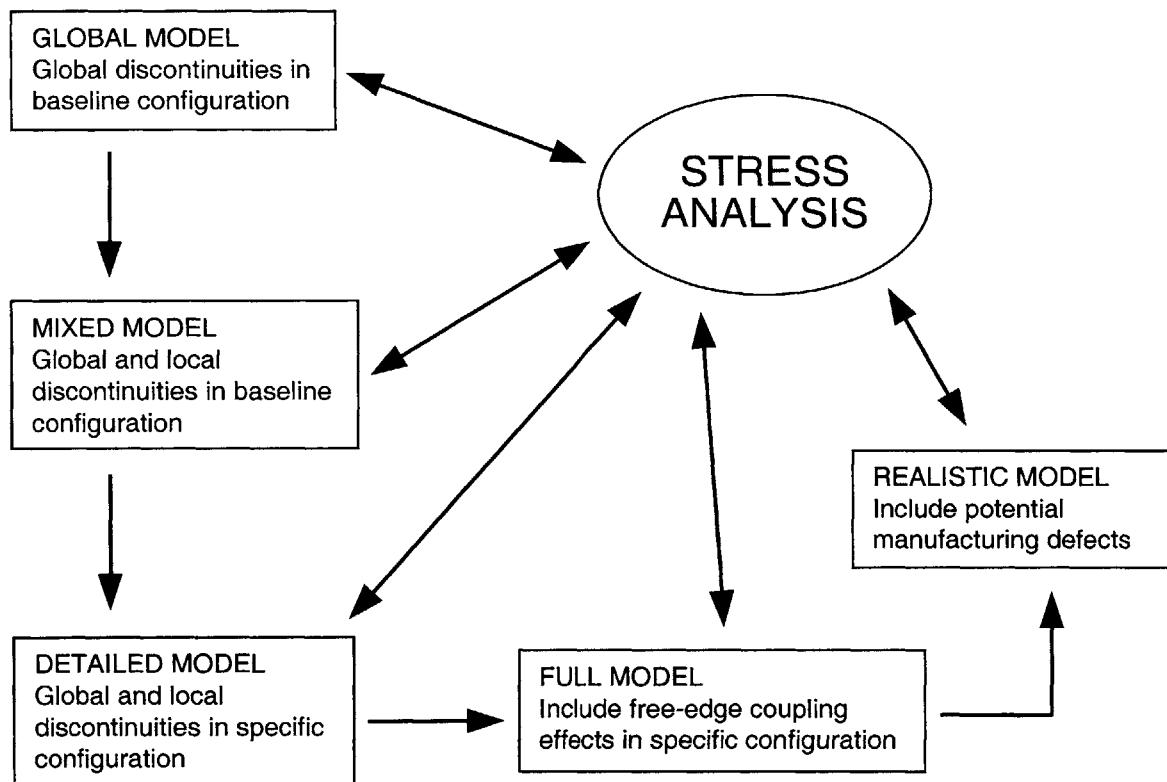 GLOBAL MODEL
Global discontinuities in
baseline configuration
STRESS
ANALYSIS
MIXED MODEL
Global and local
discontinuities in baseline
configuration
REALISTIC MODEL
Include potential
manufacturing defects
DETAILED MODEL
Global and local
discontinuities in specific
configuration
FULL MODEL
Include free-edge coupling
effects in specific configuration